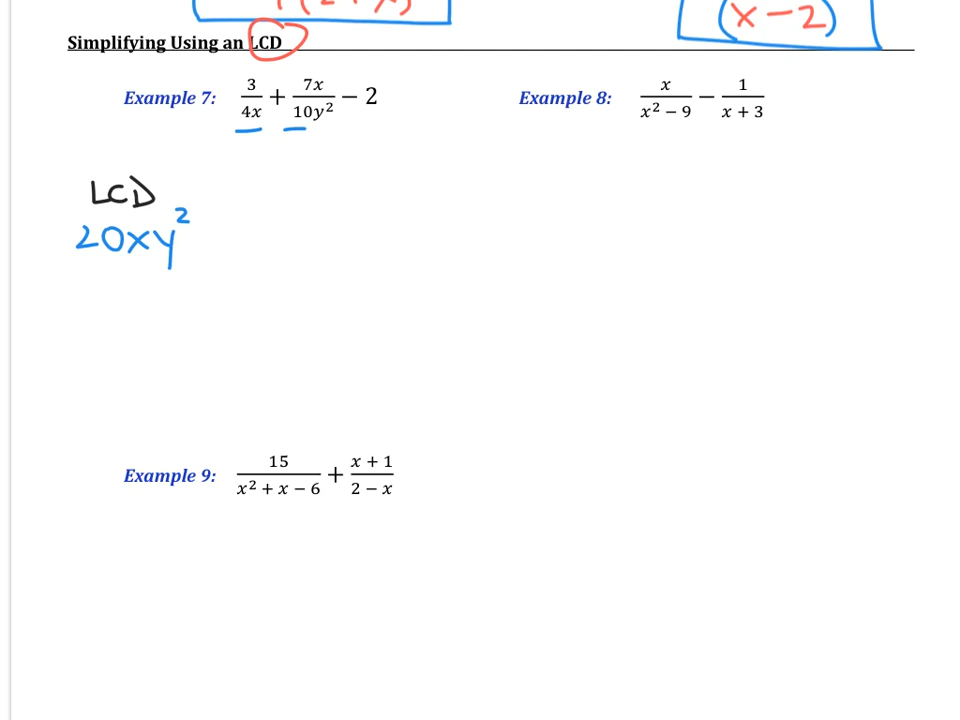 (x−2)
Simplifying Using an LCD
Example 7: 3/4x + 7x/10y² − 2
Example 8: x/x² − 9 − 1/x + 3
LCD
20xy²
Example 9: 15/x² + x − 6 + x + 1/2 − x